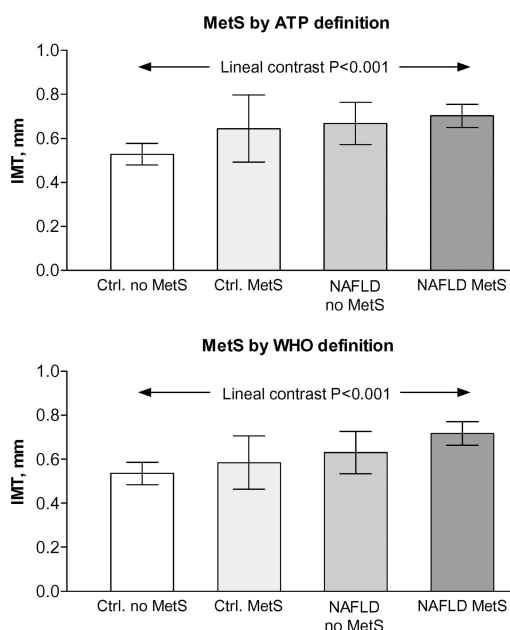 MetS by ATP definition
1.0
Lineal contrast P<0.001
0.8
0.6
IMT, mm
0.4
0.2
0.0
Ctrl. no MetS Ctrl. MetS NAFLD no MetS NAFLD MetS
MetS by WHO definition
1.0
Lineal contrast P<0.001
0.8
0.6
IMT, mm
0.4
0.2
0.0
Ctrl. no MetS Ctrl. MetS NAFLD no MetS NAFLD MetS